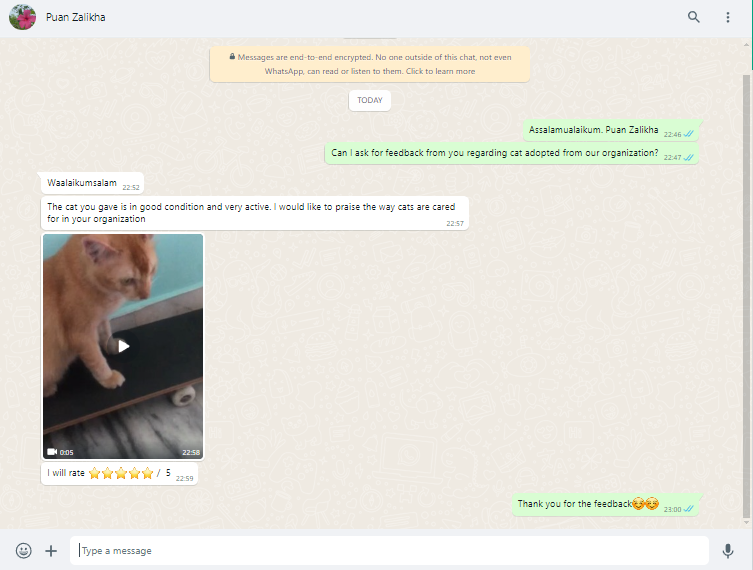 Puan Zalikha
Messages are end-to-end encrypted. No one outside of this chat, not even
WhatsApp, can read or listen to them. Click to learn more
TODAY
Assalamualaikum. Puan Zalikha 22:46
Can I ask for feedback from you regarding cat adopted from our organization? 22:47
Waalaikumsalam 22:52
The cat you gave is in good condition and very active. I would like to praise the way cats are cared
for in your organization
22:57
0:05 22:58
I will rate ⭐⭐⭐⭐⭐ / 5 22:59
Thank you for the feedback😊😊 23:00
Type a message